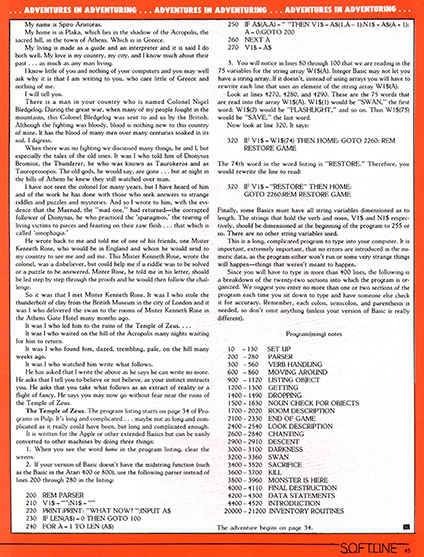 . . . ADVENTURES IN ADVENTURING . . . ADVENTURES IN ADVENTURING . . . ADVENTURES IN ADVENTURING . . .
My name is Spiro Aristoras.
My home is in Plaka, which lies in the shadow of the Acropolis, the
sacred hill, in the town of Athens. Which is in Greece.
My living is made as a guide and an interpreter and it is said I do
both well. My love is my country, my city, and I know much about their
past . . . as much as any man living.
I know little of you and nothing of your computers and you may well
ask why it is that I am writing to you, who care little of Greece and
nothing of me.
I will tell you.
There is a man in your country who is named Colonel Nigel
Bledgelog. During the great war, when many of my people fought in the
mountains, this Colonel Bledgelog was sent to aid us by the British.
Although the fighting was bloody, blood is nothing new to this country
of mine. It has the blood of many men over many centuries soaked in its
soil. I digress.
When there was no fighting we discussed many things, he and I, but
especially the tales of the old ones. It was I who told him of Dionysus
Bromios, the Thunderer, he who was known as Taurokeros and as
Tauroprosopos. The old gods, he would say, are gone . . . but at night in
the hills of Athens he knew they still watched over man.
I have not seen the colonel for many years, but I have heard of him
and of the work he has done with those who seek answers to strange
riddles and puzzles and mysteries. And so I wrote to him, with the evi-
dence that the Maenad, the "mad one," had returned—the corrupted
follower of Dionysus, he who practiced the "sparagmos," the tearing of
living victims to pieces and feasting on their raw flesh . . . that which is
called "omophagia."
He wrote back to me and told me of one of his friends, one Mister
Kenneth Rose, who would be in England and whom he would send to
my country to see me and aid me. This Mister Kenneth Rose, wrote the
colonel, was a disbeliever, but could help me if a riddle was to be solved
or a puzzle to be answered. Mister Rose, he told me in his letter, should
be led step by step through the proofs and he would then follow the chal-
lenge.
So it was that I met Mister Kenneth Rose. It was I who stole the
thunderbolt of clay from the British Museum in the city of London and it
was I who delivered the swan to the rooms of Mister Kenneth Rose in
the Athens Gate Hotel many months ago.
It was I who led him to the ruins of the Temple of Zeus. . . .
It was I who waited on the hill of the Acropolis many nights waiting
for him to return.
It was I who found him, dazed, trembling, pale, on the hill many
weeks ago.
It was I who watched him write what follows.
He has asked that I write the above as he says he can write no more.
He asks that I tell you to believe or not believe, as your instinct instructs
you. He asks that you take what follows as an extract of reality or a
flight of fancy. He says you may now go without fear near the ruins of
the Temple of Zeus.
The Temple of Zeus. The program listing starts on page 34 of Pro-
grams in Pulp. It's long and complicated . . . maybe not as long and com-
plicated as it really could have been, but long and complicated enough.
It is written for the Apple or other extended Basics but can be easily
converted to other machines by doing these things:
1. When you see the word home in the program listing, clear the
screen.
2. If your version of Basic doesn't have the midstring function (such
as the Basic in the Atari 400 or 800), use the following parser instead of
lines 200 through 280 in the listing:
200 REM PARSER
210 V1$ = "":N1$ = ""
220 PRINT:PRINT: "WHAT NOW? ";INPUT A$
230 IF LEN(A$) = 0 THEN GOTO 100
240 FOR A = 1 TO LEN (A$)
250 IF A$(A,A) = " " THEN V1$ = A$(1,A – 1):N1$ = A$(A + 1):
A = 0:GOTO 200
260 NEXT A
270 V1$ = A$
3. You will notice in lines 80 through 100 that we are reading in the
75 variables for the string array W1$(A). Integer Basic may not let you
have a string array. If it doesn't, instead of using arrays you will have to
rewrite each line that uses an element of the string array W1$(A).
Look at lines 4270, 4280, and 4290. These are the 75 words that
are read into the array W1$(A). W1$(1) would be "SWAN," the first
word; W1$(2) would be "FLASHLIGHT," and so on. Thus W1$(75)
would be "SAVE," the last word.
Now look at line 320. It says:
320 IF V1$ = W1$(74) THEN HOME: GOTO 2260: REM
RESTORE GAME
The 74th word in the word listing is "RESTORE." Therefore, you
would rewrite the line to read:
320 IF V1$ = "RESTORE" THEN HOME:
GOTO 2260:REM RESTORE GAME
Finally, some Basics must have all string variables dimensioned as to
length. The strings that hold the verb and noun, V1$ and N1$ respec-
tively, should be dimensioned at the beginning of the program to 255 or
so. There are no other string variables used.
This is a long, complicated program to type into your computer. It is
important, extremely important, that no errors are introduced in the nu-
meric data, as the program either won't run or some very strange things
will happen—things that weren't meant to happen.
Since you will have to type in more than 400 lines, the following is
a breakdown of the twenty-two sections into which the program is or-
ganized. We suggest you enter no more than one or two sections of the
program each time you sit down to type and have someone else check
it for accuracy. Remember, each colon, semicolon, and parenthesis is
needed, so don't omit anything (unless your version of Basic is really
different).
Program(ming) notes
10 – 130 SET UP
200 – 280 PARSER
300 – 560 VERB HANDLING
600 – 860 MOVING AROUND
900 – 1120 LISTING OBJECT
1200 – 1300 GETTING
1400 – 1490 DROPPING
1500 – 1630 NOUN CHECK FOR OBJECTS
1700 – 2020 ROOM DESCRIPTION
2100 – 2330 END OF GAME
2400 – 2540 LOOK DESCRIPTION
2600 – 2840 CHANTING
2900 – 2910 DESCENT
3000 – 3100 DARKNESS
3200 – 3360 SWAN
3400 – 3520 SACRIFICE
3600 – 3700 KILL
3800 – 3960 MONSTER IS HERE
4000 – 4110 FINAL DESTRUCTION
4200 – 4300 DATA STATEMENTS
4400 – 4520 INTRODUCTION
20000 – 21200 INVENTORY ROUTINES
The adventure begins on page 34.
SOFTLINE 45